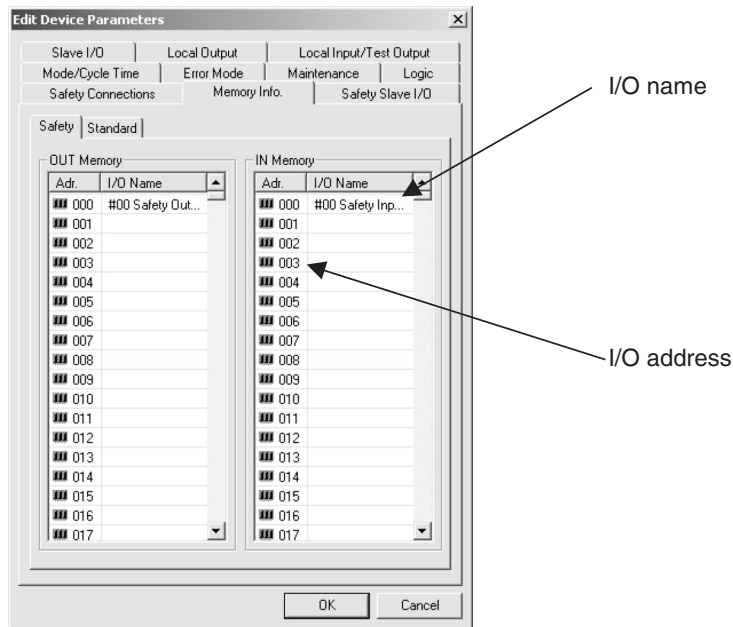 Edit Device Parameters
Slave I/O Local Output Local Input/Test Output
Mode/Cycle Time Error Mode Maintenance Logic
Safety Connections Memory Info. Safety Slave I/O
Safety Standard
OUT Memory
Adr. I/O Name
000 #00 Safety Out...
001
002
003
004
005
006
007
008
009
010
011
012
013
014
015
016
017
IN Memory
Adr. I/O Name
000 #00 Safety Inp...
001
002
003
004
005
006
007
008
009
010
011
012
013
014
015
016
017
OK Cancel
I/O name
I/O address